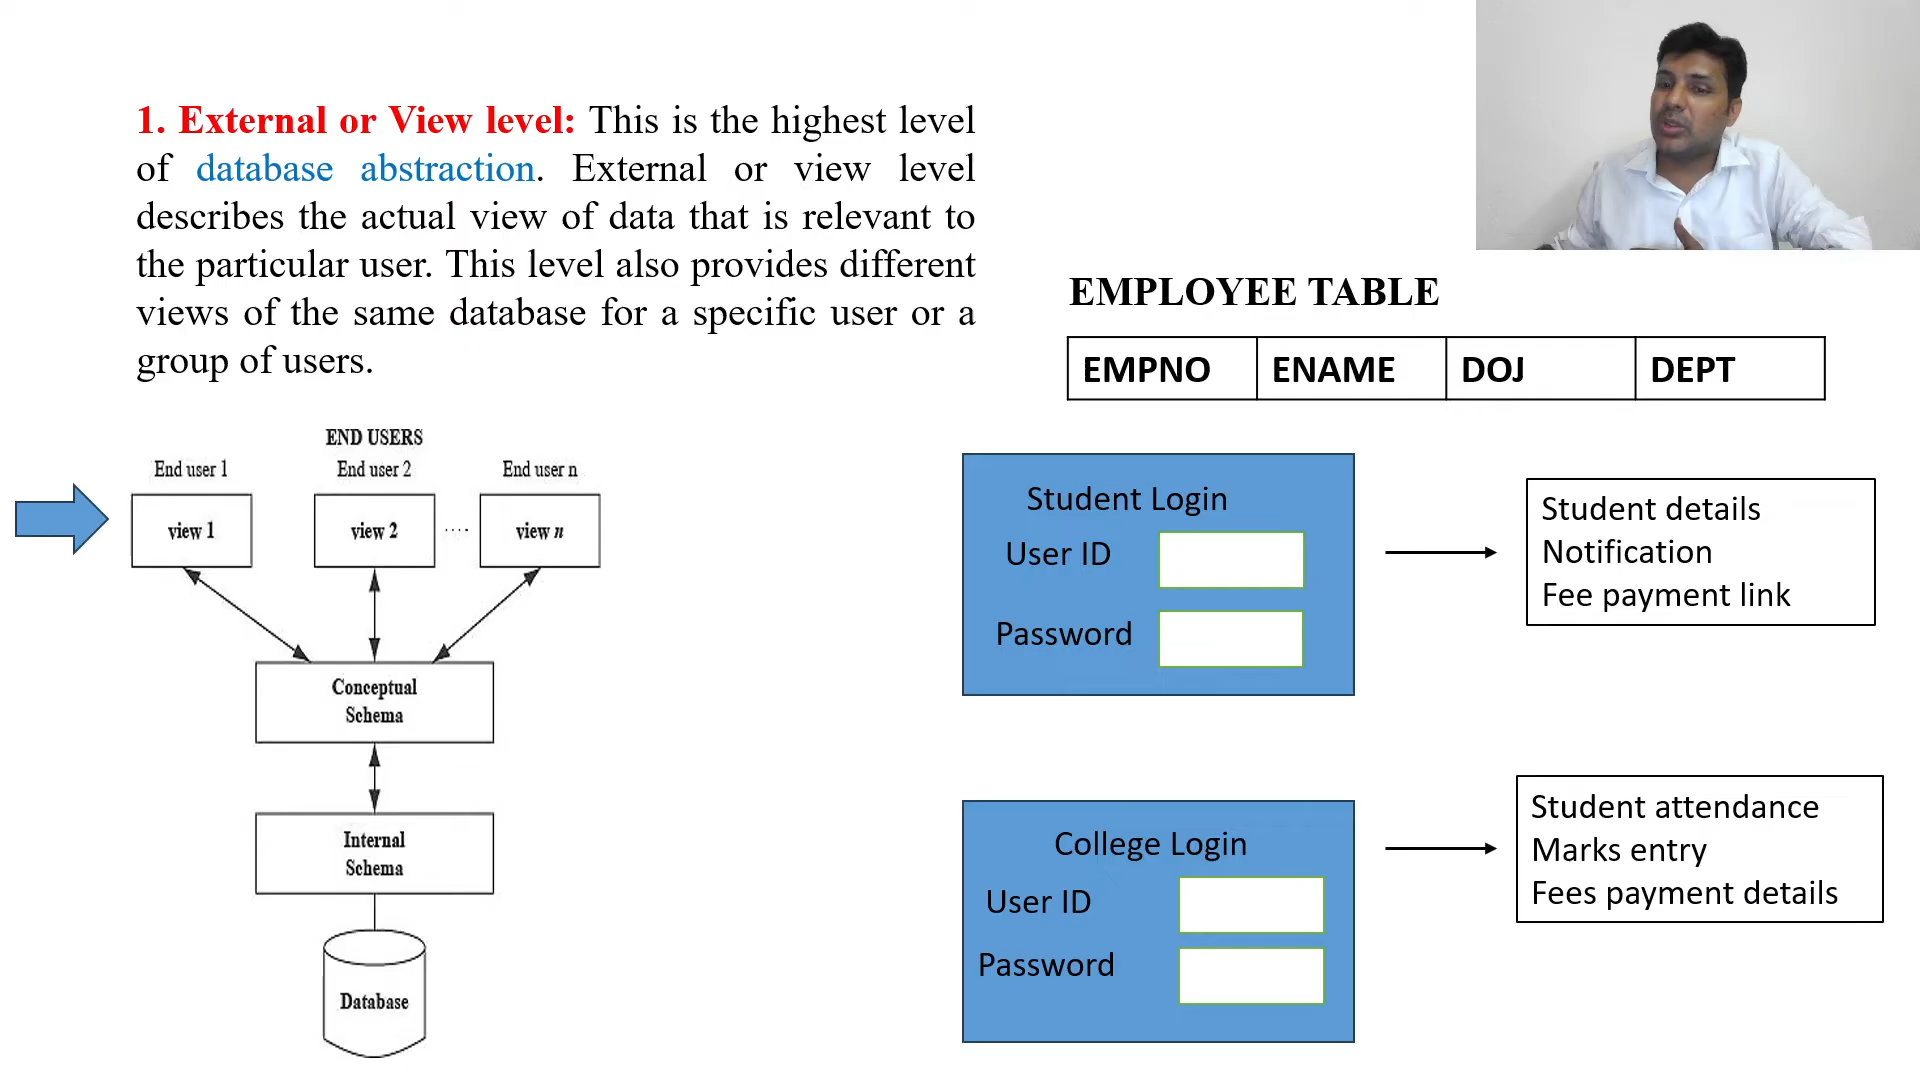 1. External or View level: This is the highest level
of database abstraction. External or view level
describes the actual view of data that is relevant to
the particular user. This level also provides different
views of the same database for a specific user or a
group of users.
EMPLOYEE TABLE
EMPNO ENAME DOJ DEPT
END USERS
End user 1 End user 2 End user n
view 1 view 2 .... view n
Conceptual
Schema
Internal
Schema
Database
Student Login
User ID
Password
Student details
Notification
Fee payment link
College Login
User ID
Password
Student attendance
Marks entry
Fees payment details